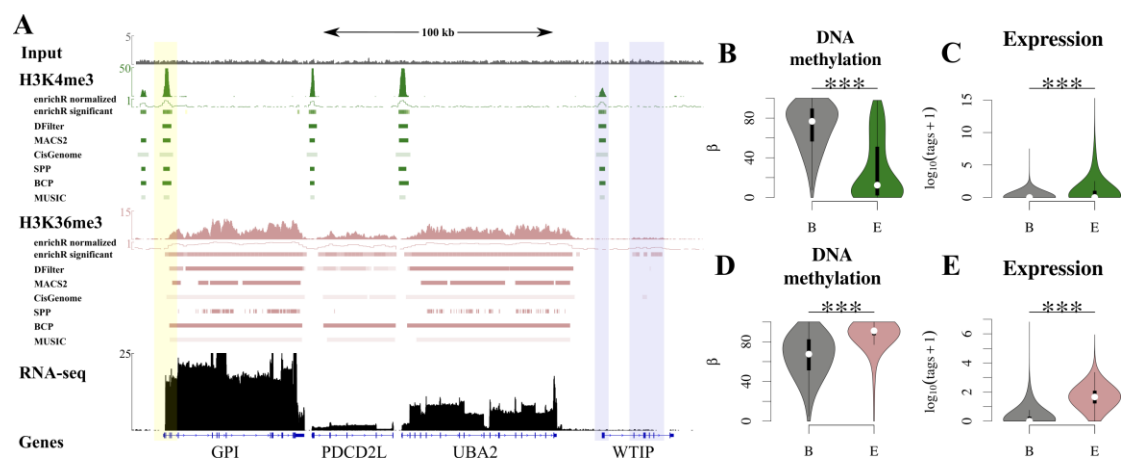 A
100 kb
5
Input
50
H3K4me3
1
enrichR normalized
enrichR significant
DFilter
MACS2
CisGenome
SPP
BCP
MUSIC
15
H3K36me3
1
enrichR normalized
enrichR significant
DFilter
MACS2
CisGenome
SPP
BCP
MUSIC
25
RNA-seq
Genes
GPI PDCD2L UBA2 WTIP
B
DNA
methylation
***
β
0 40 80
B E
C
Expression
***
log10(tags + 1)
0 5 10 15
B E
D
DNA
methylation
***
β
0 40 80
B E
E
Expression
***
log10(tags + 1)
0 2 4 6
B E